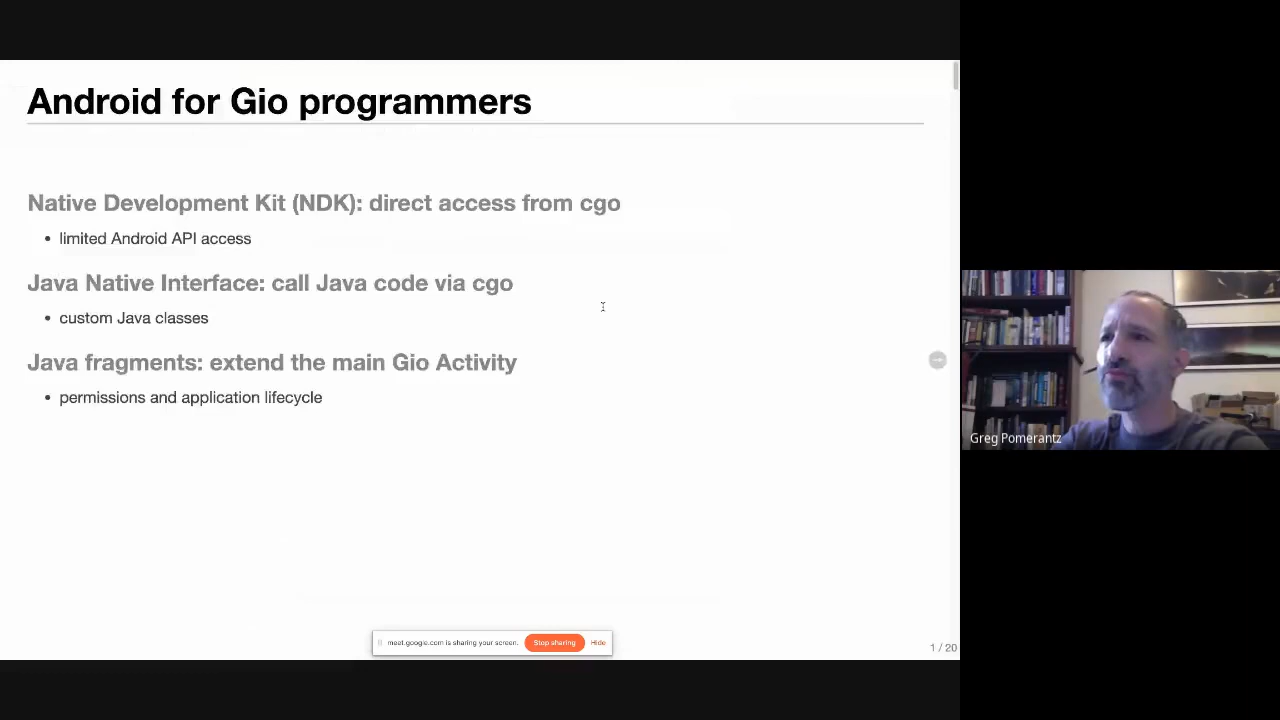 Android for Gio programmers
Native Development Kit (NDK): direct access from cgo
• limited Android API access
Java Native Interface: call Java code via cgo
• custom Java classes
Java fragments: extend the main Gio Activity
• permissions and application lifecycle
Greg Pomerantz
meet.google.com is sharing your screen. Stop sharing Hide
1 / 20